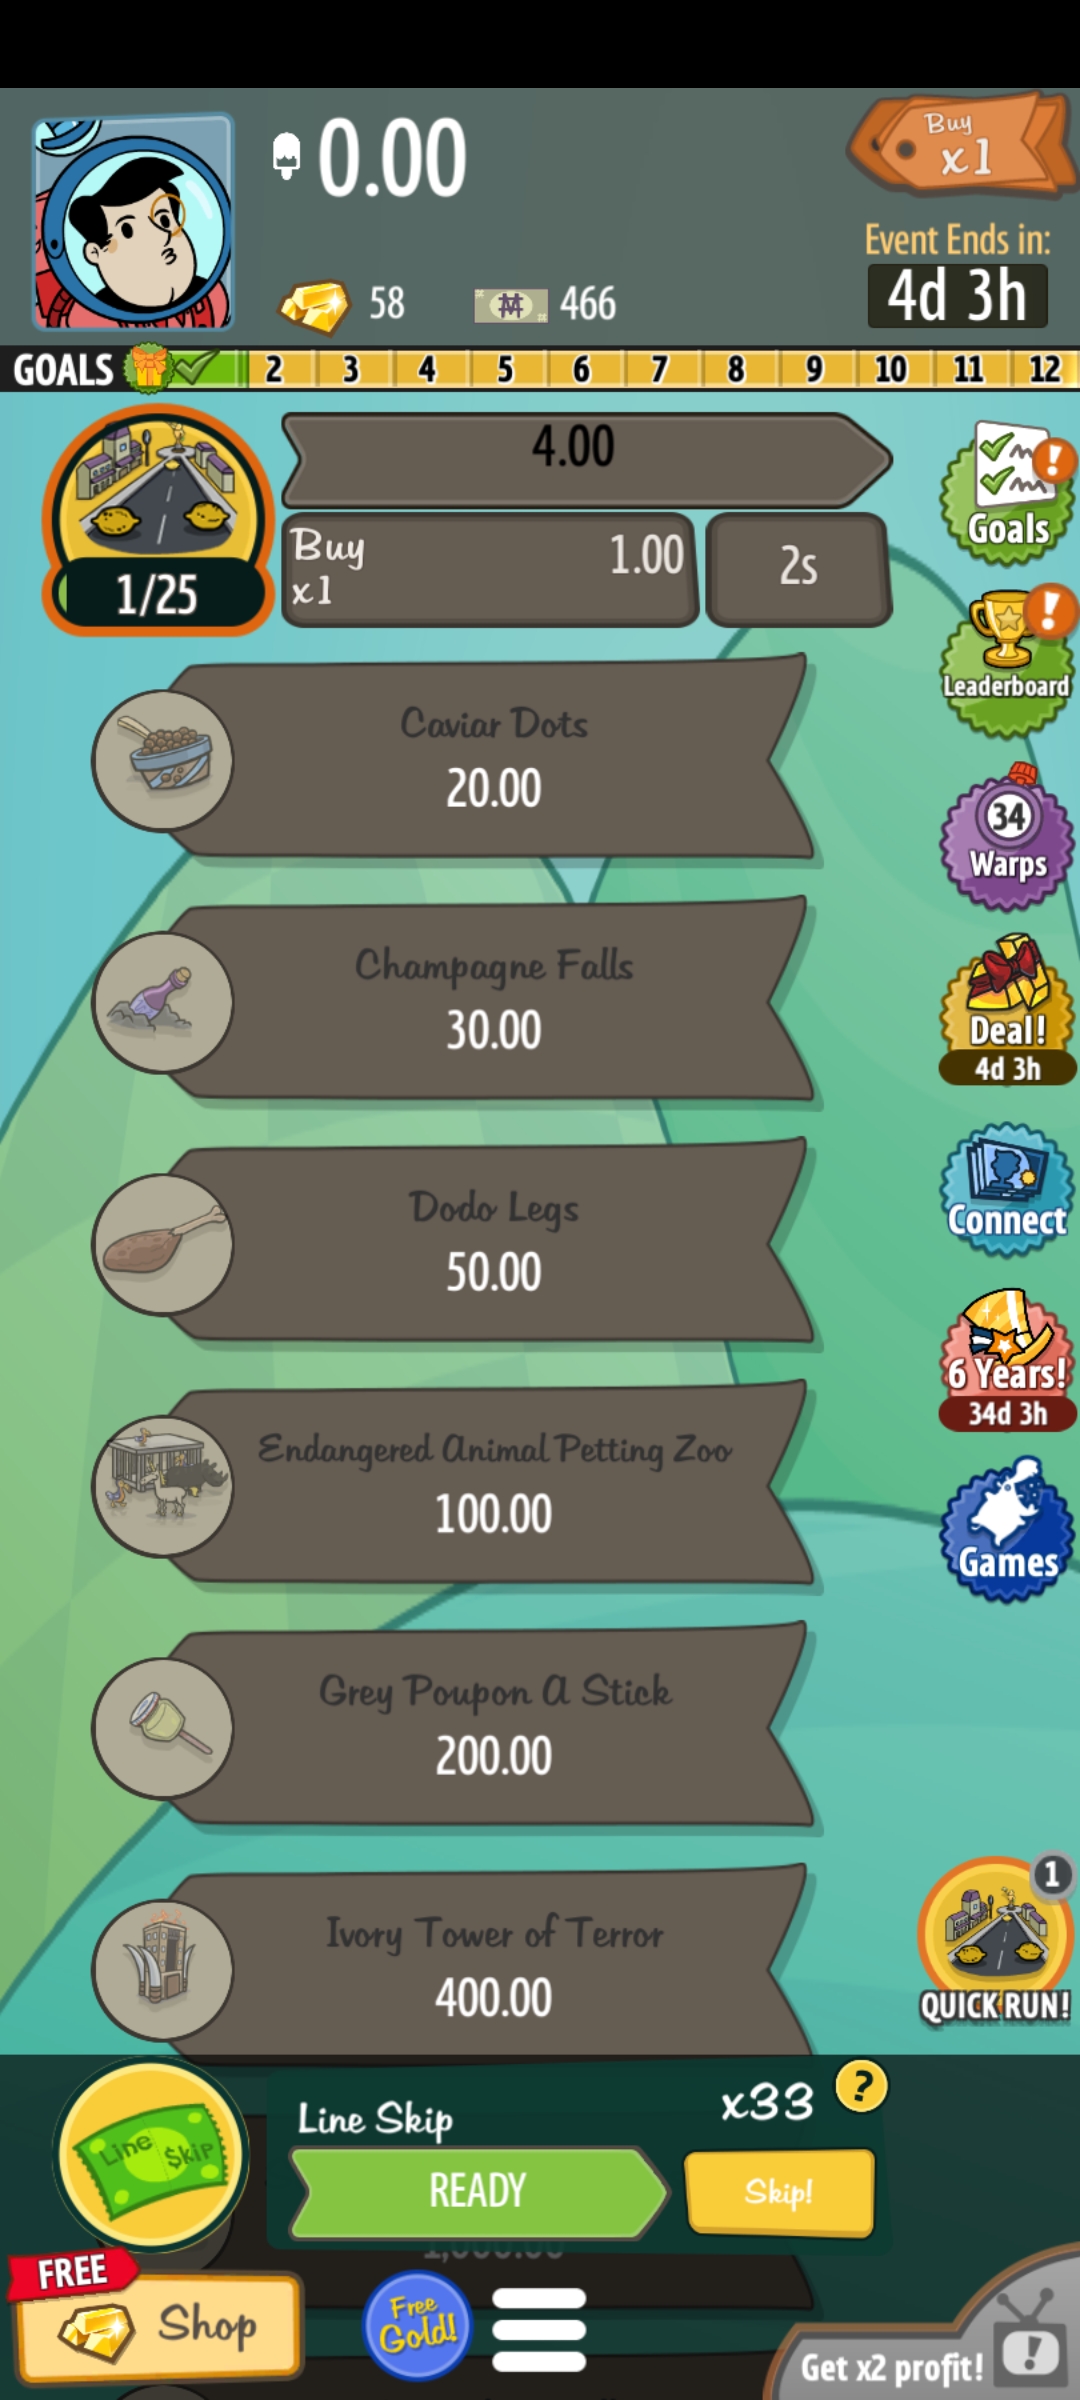 0.00
Buy
x1
Event Ends in:
4d 3h
58
466
GOALS 2 3 4 5 6 7 8 9 10 11 12
4.00
Buy
x1
1.00
2s
1/25
Goals
Leaderboard
Caviar Dots
20.00
34
Warps
Champagne Falls
30.00
Deal!
4d 3h
Dodo Legs
50.00
Connect
6 Years!
34d 3h
Endangered Animal Petting Zoo
100.00
Games
Grey Poupon A Stick
200.00
Ivory Tower of Terror
400.00
1
QUICK RUN!
Line Skip
x33
?
Line $kip
READY
Skip!
FREE
Shop
Free
Gold!
Get x2 profit!